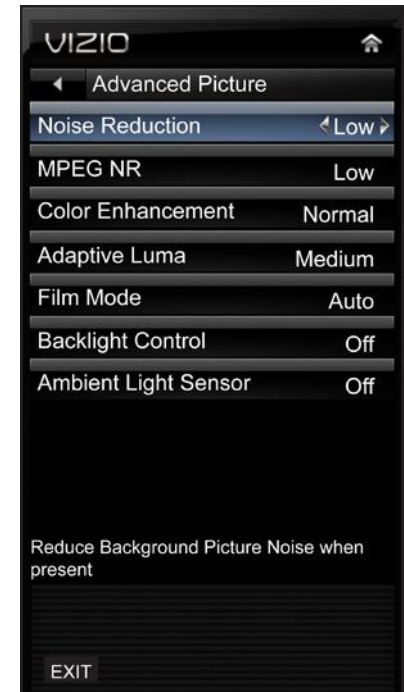 VIZIO
Advanced Picture
Noise Reduction Low
MPEG NR Low
Color Enhancement Normal
Adaptive Luma Medium
Film Mode Auto
Backlight Control Off
Ambient Light Sensor Off
Reduce Background Picture Noise when
present
EXIT